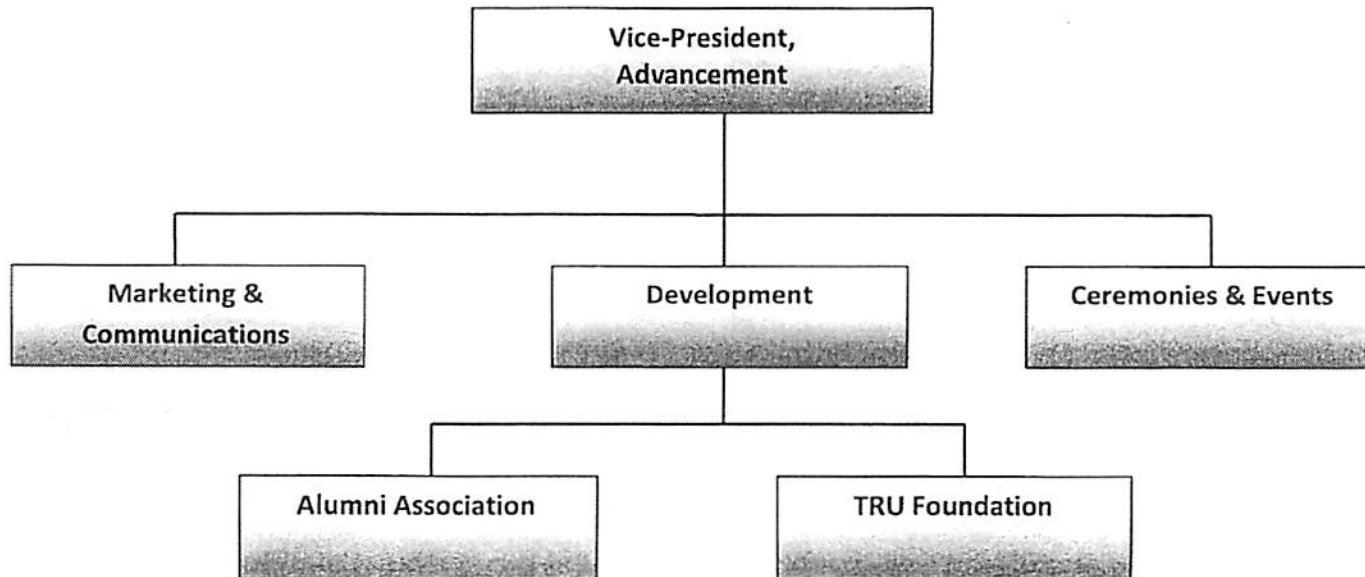 Vice-President,
Advancement
Marketing &
Communications
Development
Ceremonies & Events
Alumni Association
TRU Foundation